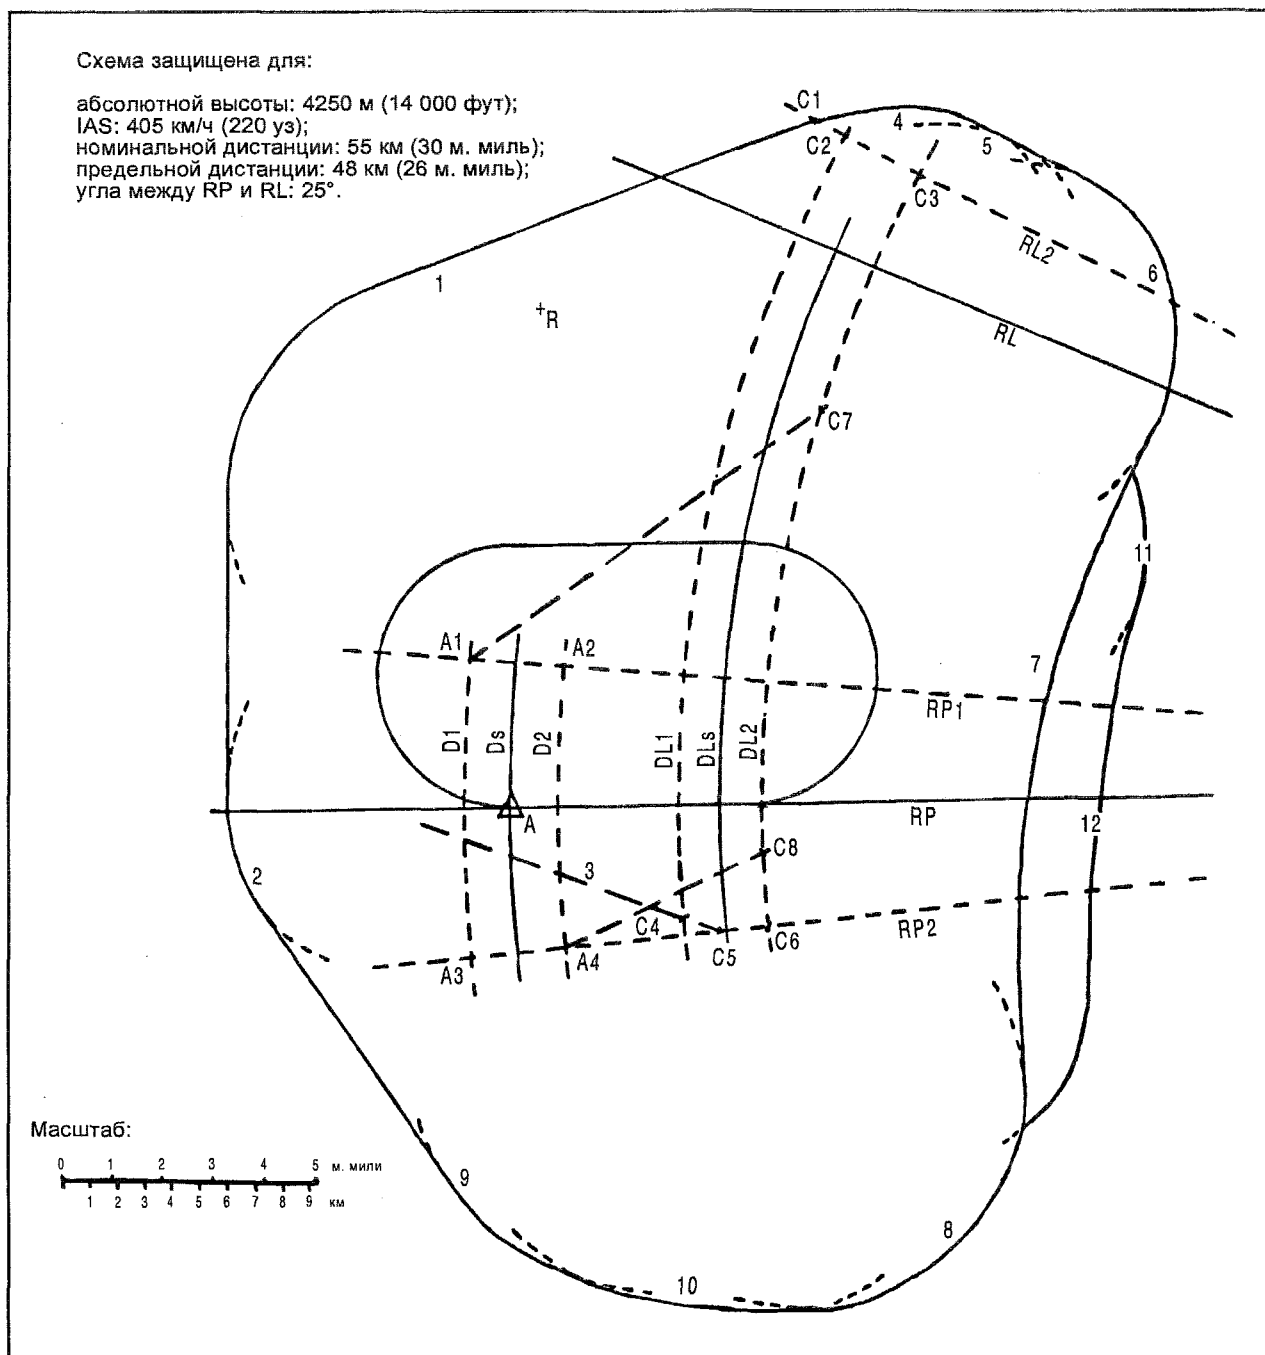 Схема защищена для:
абсолютной высоты: 4250 м (14 000 фут);
IAS: 405 км/ч (220 уз);
номинальной дистанции: 55 км (30 м. миль);
предельной дистанции: 48 км (26 м. миль);
угла между RP и RL: 25°.
C1
C2
4
5
C3
RL2
6
1
R
RL
C7
11
A1
A2
7
RP1
D1
Ds
D2
DL1
DLs
DL2
A
RP
12
2
3
C8
C4
C5
C6
RP2
A3
A4
Масштаб:
0 1 2 3 4 5 м. мили
1 2 3 4 5 6 7 8 9 км
9
8
10